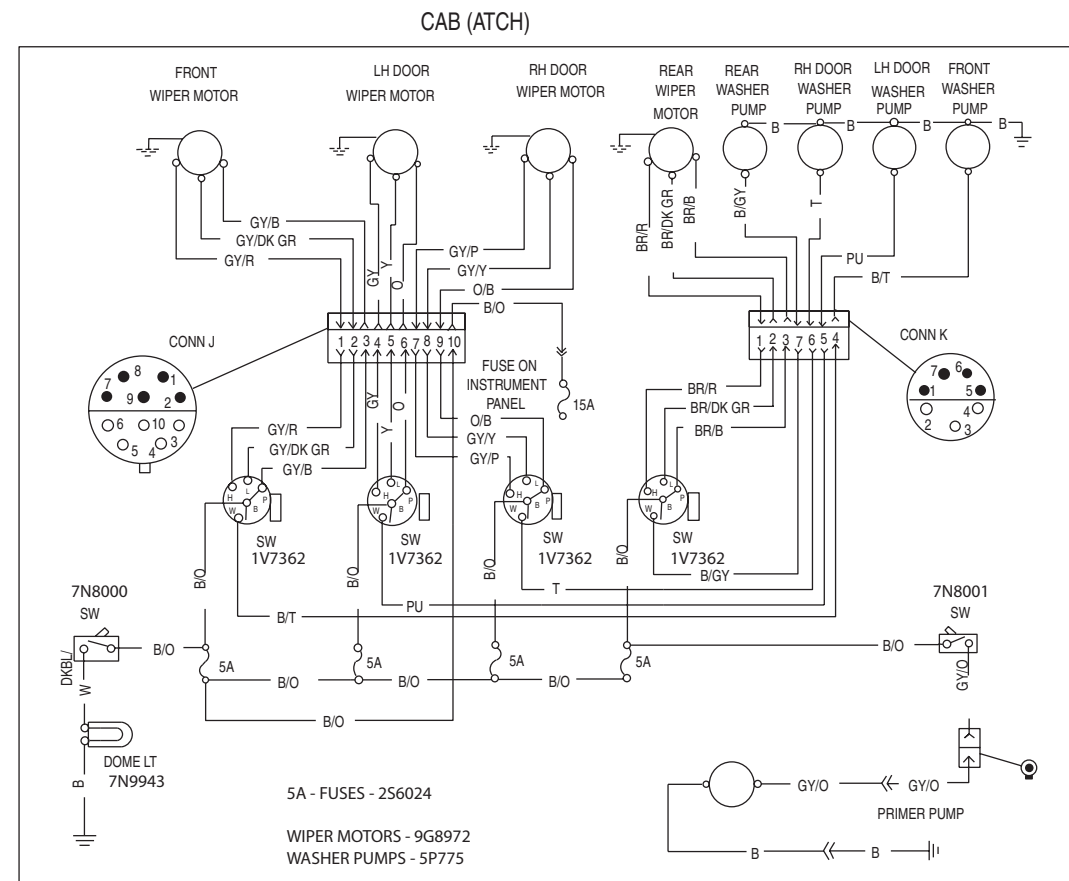 CAB (ATCH)
FRONT
WIPER MOTOR
LH DOOR
WIPER MOTOR
RH DOOR
WIPER MOTOR
REAR
WIPER
MOTOR
REAR
WASHER
PUMP
RH DOOR
WASHER
PUMP
LH DOOR
WASHER
PUMP
FRONT
WASHER
PUMP
B
B
B
B
GY/B
GY/DK GR
GY/R
GY
Y
O
GY/P
GY/Y
O/B
B/O
BR/R
BR/DK GR
BR/B
B/GY
T
PU
B/T
CONN J
1 2 3 4 5 6 7 8 9 10
CONN K
1 2 3 7 6 5 4
7 8 1
9 2
6 10
5 4 3
7 6
1 5
4
2 3
FUSE ON
INSTRUMENT
PANEL
15A
GY/R
GY/DK GR
GY/B
GY
Y
O
O/B
GY/Y
GY/P
BR/R
BR/DK GR
BR/B
H L P
W B
H L P
W B
H L P
W B
H L P
W B
SW
1V7362
SW
1V7362
SW
1V7362
SW
1V7362
B/O
B/O
B/O
B/O
B/GY
T
PU
B/T
7N8000
SW
7N8001
SW
B/O
5A
5A
5A
5A
B/O
B/O
B/O
B/O
B/O
DKBL/
W
GY/O
DOME LT
7N9943
B
5A - FUSES - 2S6024
WIPER MOTORS - 9G8972
WASHER PUMPS - 5P775
GY/O
GY/O
PRIMER PUMP
B
B